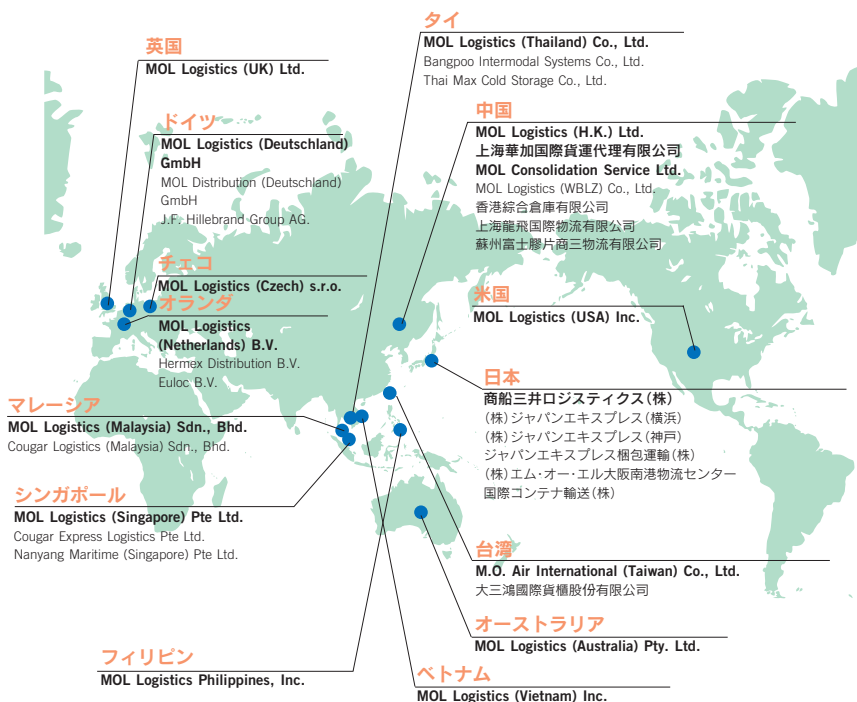 タイ
MOL Logistics (Thailand) Co., Ltd.
Bangpoo Intermodal Systems Co., Ltd.
Thai Max Cold Storage Co., Ltd.
英国
MOL Logistics (UK) Ltd.
ドイツ
MOL Logistics (Deutschland)
GmbH
MOL Distribution (Deutschland)
GmbH
J.F. Hillebrand Group AG.
中国
MOL Logistics (H.K.) Ltd.
上海華加国際貨運代理有限公司
MOL Consolidation Service Ltd.
MOL Logistics (WBLZ) Co., Ltd.
香港綜合倉庫有限公司
上海龍飛国際物流有限公司
蘇州富士膠片商三物流有限公司
チェコ
MOL Logistics (Czech) s.r.o.
オランダ
MOL Logistics
(Netherlands) B.V.
Hermex Distribution B.V.
Euloc B.V.
米国
MOL Logistics (USA) Inc.
日本
商船三井ロジスティクス(株)
(株)ジャパンエキスプレス(横浜)
(株)ジャパンエキスプレス(神戸)
ジャパンエキスプレス梱包運輸(株)
(株)エム・オー・エル大阪南港物流センター
国際コンテナ輸送(株)
マレーシア
MOL Logistics (Malaysia) Sdn., Bhd.
Cougar Logistics (Malaysia) Sdn., Bhd.
シンガポール
MOL Logistics (Singapore) Pte Ltd.
Cougar Express Logistics Pte Ltd.
Nanyang Maritime (Singapore) Pte Ltd.
台湾
M.O. Air International (Taiwan) Co., Ltd.
大三鴻國際貨櫃股份有限公司
オーストラリア
MOL Logistics (Australia) Pty. Ltd.
フィリピン
MOL Logistics Philippines, Inc.
ベトナム
MOL Logistics (Vietnam) Inc.